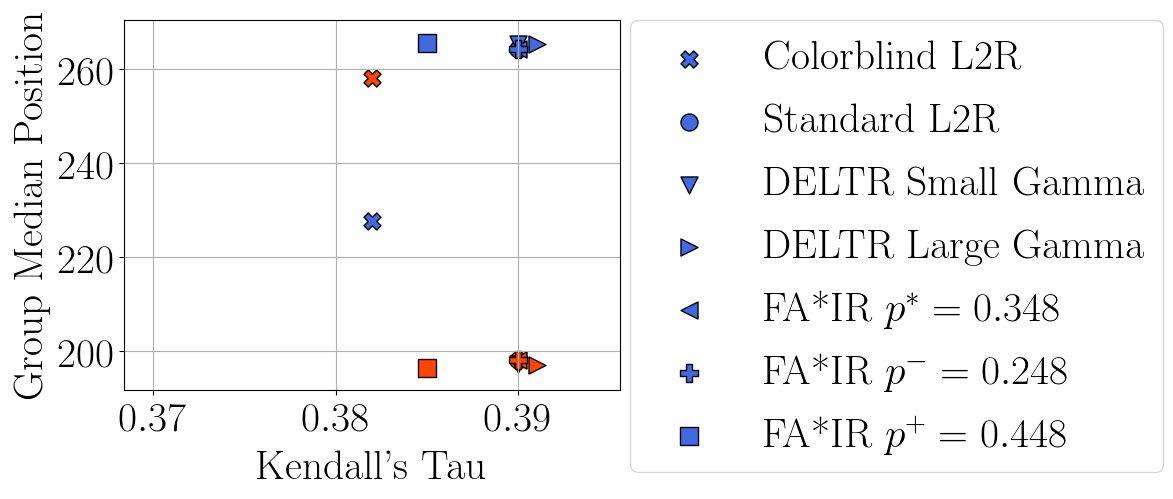 Group Median Position
260
240
220
200
0.37 0.38 0.39
Kendall's Tau
Colorblind L2R
Standard L2R
DELTR Small Gamma
DELTR Large Gamma
FA*IR p* = 0.348
FA*IR p⁻ = 0.248
FA*IR p⁺ = 0.448